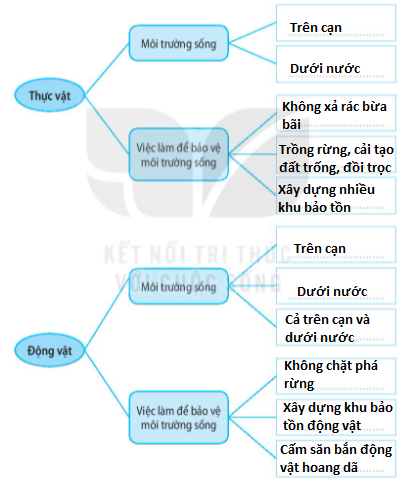 Thực vật
Môi trường sống
Trên cạn
Dưới nước
Việc làm để bảo vệ
môi trường sống
Không xả rác bừa
bãi
Trồng rừng, cải tạo
đất trống, đồi trọc
Xây dựng nhiều
khu bảo tồn
KẾT NỐI TRI THỨC
VỚI CUỘC SỐNG
Động vật
Môi trường sống
Trên cạn
Dưới nước
Cả trên cạn và
dưới nước
Việc làm để bảo vệ
môi trường sống
Không chặt phá
rừng
Xây dựng khu bảo
tồn động vật
Cấm săn bắn động
vật hoang dã